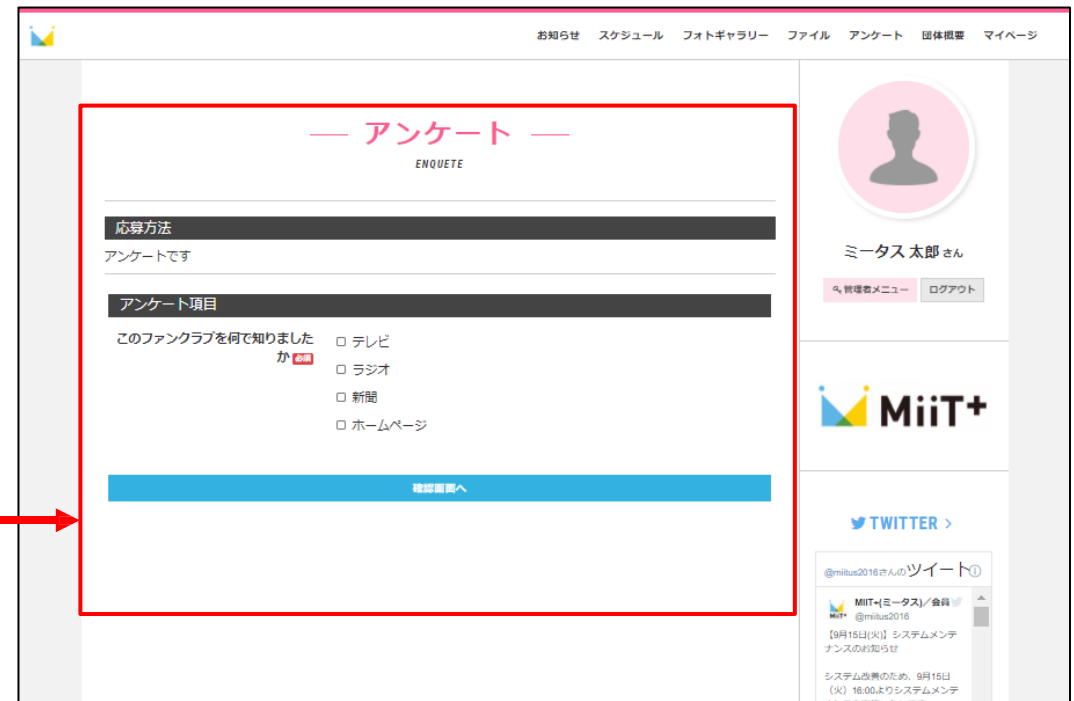 お知らせ スケジュール フォトギャラリー ファイル アンケート 団体概要 マイページ
アンケート
ENQUETE
応募方法
アンケートです
アンケート項目
このファンクラブを何で知りました
か 必須
テレビ
ラジオ
新聞
ホームページ
確認画面へ
ミータス 太郎 さん
管理者メニュー ログアウト
MiiT+
TWITTER >
@miitus2016さんのツイート
MIIT+(ミータス)／会員
MiiT+ @miitus2016
【9月15日(火)】システムメンテ
ナンスのお知らせ
システム改善のため、9月15日
（火）16:00よりシステムメンテ